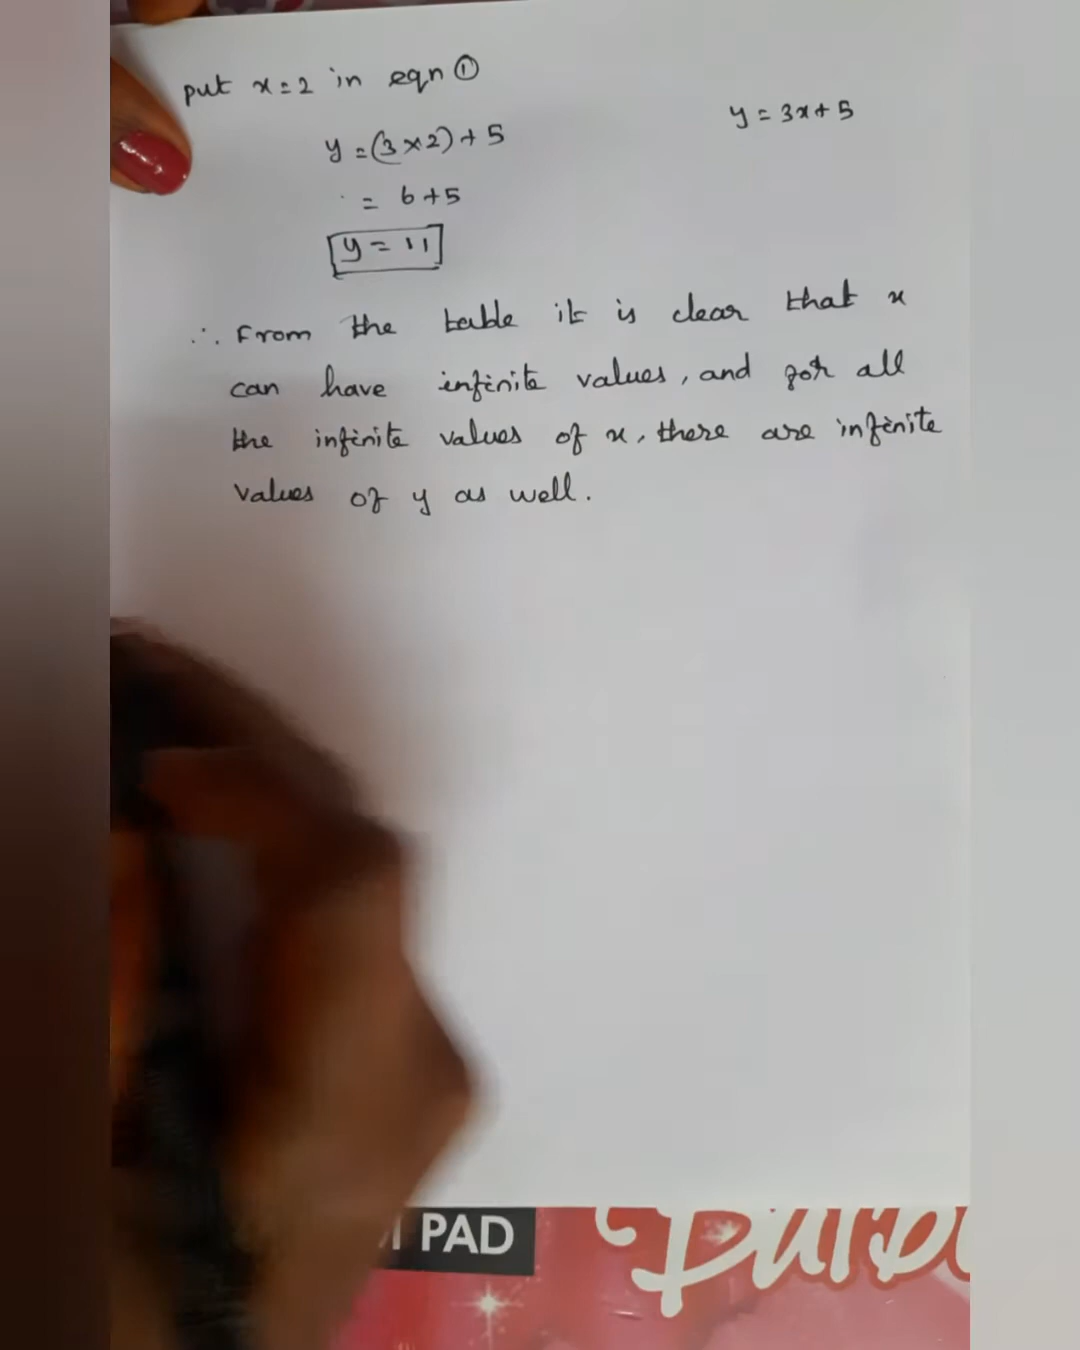 put x = 2 in eqn ①
y = 3x + 5
y = (3 × 2) + 5
= 6 + 5
y = 11
∴ From the table it is clear that x
can have infinite values, and for all
the infinite values of x, there are infinite
values of y as well.
PAD